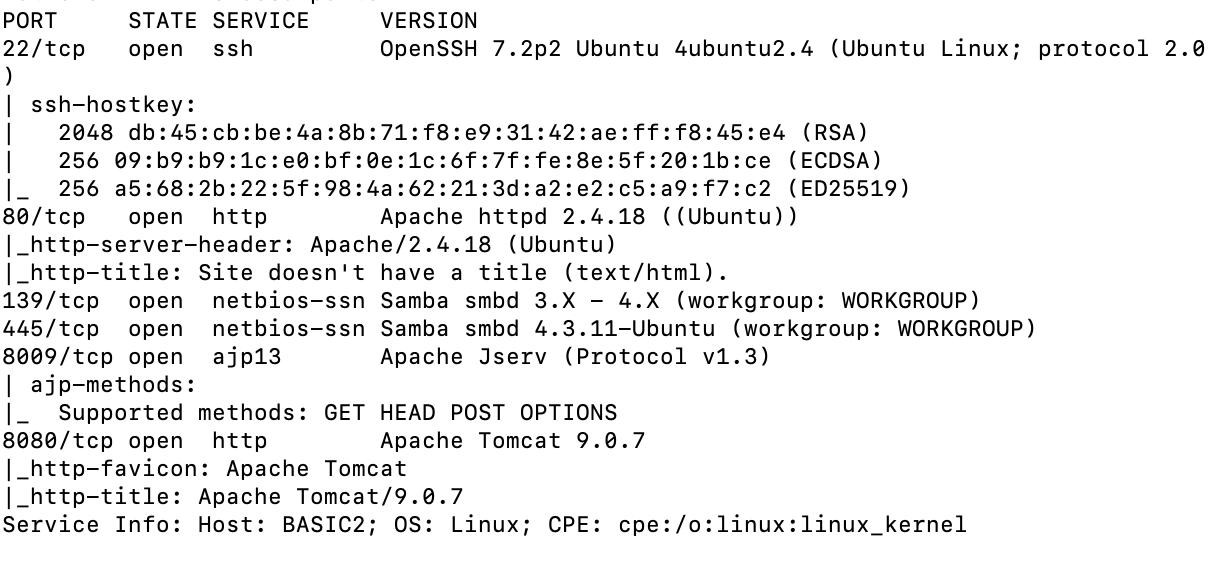 PORT     STATE SERVICE     VERSION
22/tcp   open  ssh         OpenSSH 7.2p2 Ubuntu 4ubuntu2.4 (Ubuntu Linux; protocol 2.0
)
| ssh-hostkey:
|   2048 db:45:cb:be:4a:8b:71:f8:e9:31:42:ae:ff:f8:45:e4 (RSA)
|   256 09:b9:b9:1c:e0:bf:0e:1c:6f:7f:fe:8e:5f:20:1b:ce (ECDSA)
|_  256 a5:68:2b:22:5f:98:4a:62:21:3d:a2:e2:c5:a9:f7:c2 (ED25519)
80/tcp   open  http        Apache httpd 2.4.18 ((Ubuntu))
|_http-server-header: Apache/2.4.18 (Ubuntu)
|_http-title: Site doesn't have a title (text/html).
139/tcp  open  netbios-ssn Samba smbd 3.X – 4.X (workgroup: WORKGROUP)
445/tcp  open  netbios-ssn Samba smbd 4.3.11-Ubuntu (workgroup: WORKGROUP)
8009/tcp open  ajp13       Apache Jserv (Protocol v1.3)
| ajp-methods:
|_  Supported methods: GET HEAD POST OPTIONS
8080/tcp open  http        Apache Tomcat 9.0.7
|_http-favicon: Apache Tomcat
|_http-title: Apache Tomcat/9.0.7
Service Info: Host: BASIC2; OS: Linux; CPE: cpe:/o:linux:linux_kernel